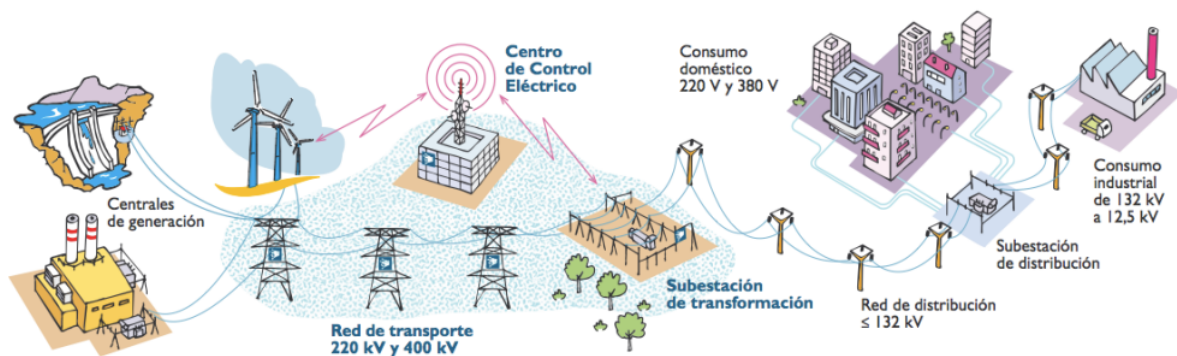 Centrales
de generación
Centro
de Control
Eléctrico
Red de transporte
220 kV y 400 kV
Subestación
de transformación
Consumo
doméstico
220 V y 380 V
Red de distribución
≤ 132 kV
Subestación
de distribución
Consumo
industrial
de 132 kV
a 12,5 kV